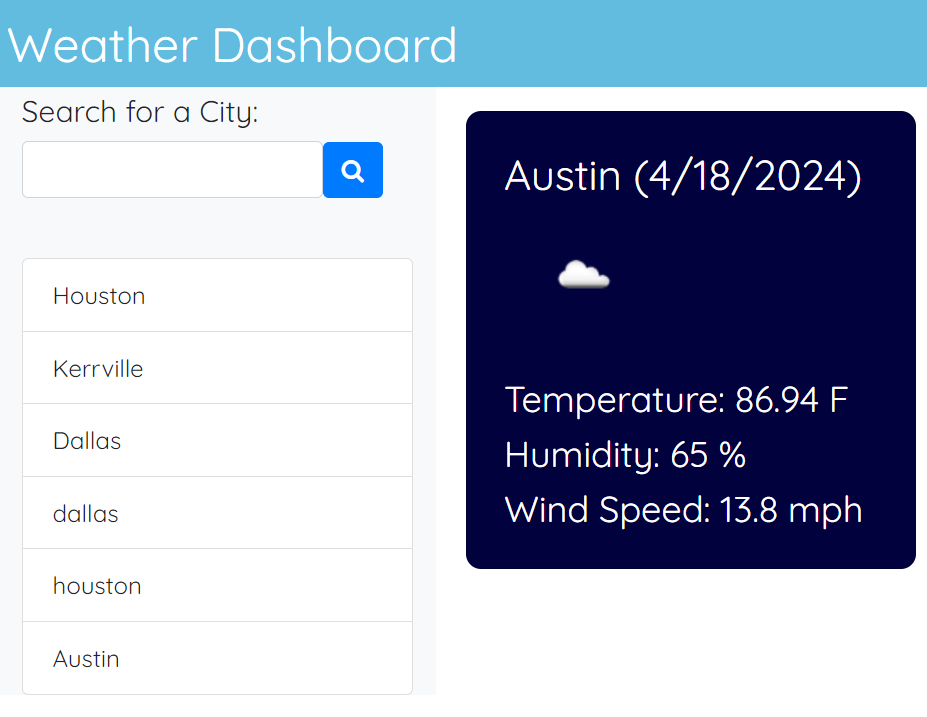 Weather Dashboard
Search for a City:
Houston
Kerrville
Dallas
dallas
houston
Austin
Austin (4/18/2024)
Temperature: 86.94 F
Humidity: 65 %
Wind Speed: 13.8 mph